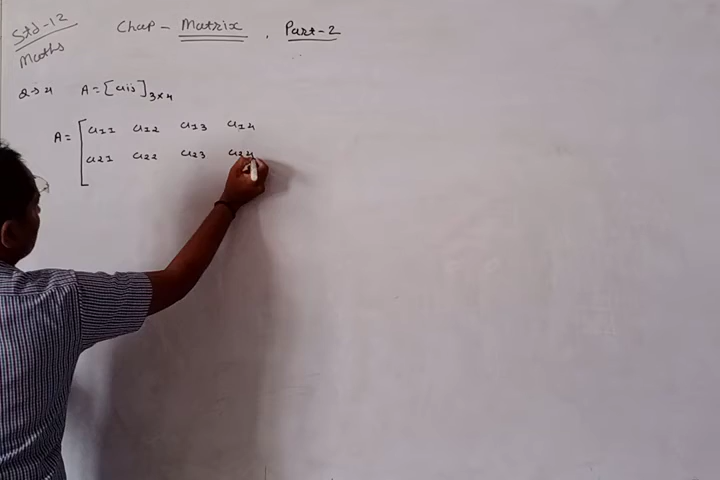 Std-12
Maths
Chap - Matrix . Part-2
Q→4 A = [aij]3×4
A = [ a11 a12 a13 a14
a21 a22 a23 a24